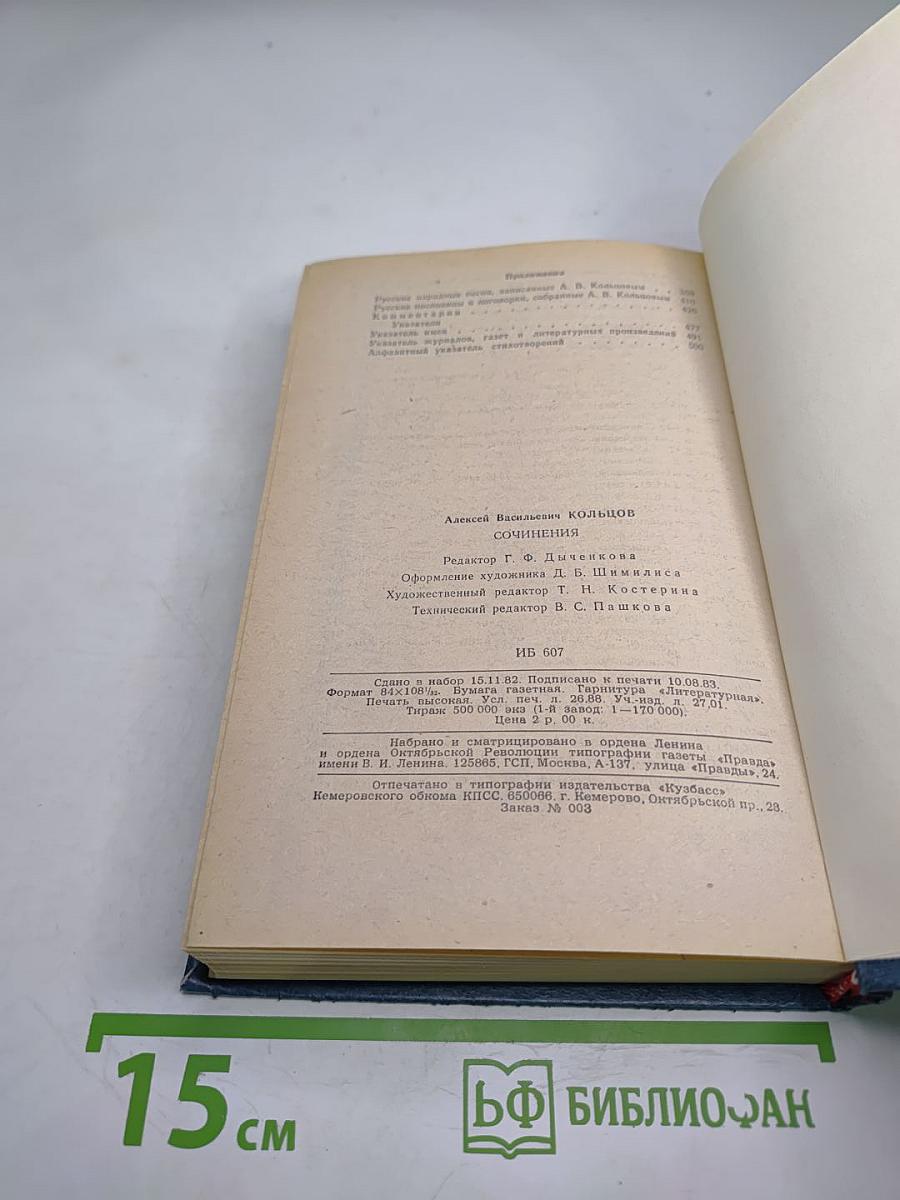 Приложения
Русские народные песни, записанные А. В. Кольцовым . .
Русские пословицы и поговорки, собранные А. В. Кольцовым 410
Комментарии . . . . . . . . . . . . . . 426
Указатели
Указатель имен . . . . . . . . . . . . . 477
Указатель журналов, газет и литературных произведений 491
Алфавитный указатель стихотворений . . . . . . . 500
Алексей Васильевич КОЛЬЦОВ
СОЧИНЕНИЯ
Редактор Г. Ф. Дыченкова
Оформление художника Д. Б. Шимилиса
Художественный редактор Т. Н. Костерина
Технический редактор В. С. Пашкова
ИБ 607
Сдано в набор 15.11.82. Подписано к печати 10.08.83.
Формат 84×108¹/₃₂. Бумага газетная. Гарнитура «Литературная».
Печать высокая. Усл. печ. л. 26,88. Уч.-изд. л. 27,01.
Тираж 500 000 экз (1-й завод: 1—170 000).
Цена 2 р. 00 к.
Набрано и сматрицировано в ордена Ленина
и ордена Октябрьской Революции типографии газеты «Правда»
имени В. И. Ленина. 125865, ГСП, Москва, А-137, улица «Правды», 24.
Отпечатано в типографии издательства «Кузбасс»
Кемеровского обкома КПСС. 650066. г. Кемерово, Октябрьской пр., 28.
Заказ № 003
15 см
БФ БИБЛИОФАН